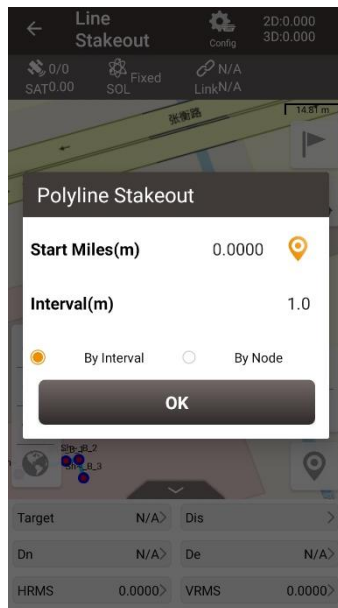 Line
Stakeout
Config
2D:0.000
3D:0.000
0/0
SAT0.00
Fixed
SOL
N/A
LinkN/A
张衡路
14.81 m
Polyline Stakeout
Start Miles(m) 0.0000
Interval(m) 1.0
By Interval By Node
OK
Target N/A> Dis >
Dn N/A> De N/A>
HRMS 0.0000> VRMS 0.0000>